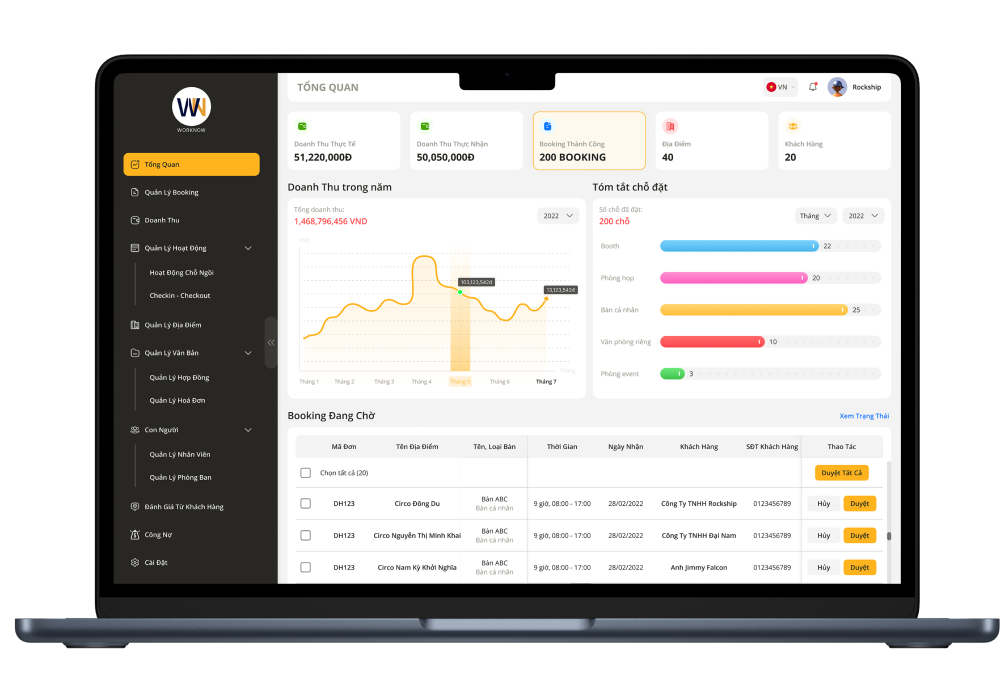 WN
WORKNOW
Tổng Quan
Quản Lý Booking
Doanh Thu
Quản Lý Hoạt Động
Hoạt Động Chỗ Ngồi
Checkin - Checkout
Quản Lý Địa Điểm
Quản Lý Văn Bản
Quản Lý Hợp Đồng
Quản Lý Hoá Đơn
Con Người
Quản Lý Nhân Viên
Quản Lý Phòng Ban
Đánh Giá Từ Khách Hàng
Công Nợ
Cài Đặt
TỔNG QUAN
VN
Rockship
Doanh Thu Thực Tế
51,220,000Đ
Doanh Thu Thực Nhận
50,050,000Đ
Booking Thành Công
200 BOOKING
Địa Điểm
40
Khách Hàng
20
Doanh Thu trong năm
Tổng doanh thu:
1,468,796,456 VND
2022
VND
103,123,542đ
13,123,542đ
Tháng
Tháng 1 Tháng 2 Tháng 3 Tháng 4 Tháng 5 Tháng 6 Tháng 7
Tóm tắt chỗ đặt
Số chỗ đã đặt:
200 chỗ
Tháng 2022
Booth 22
Phòng họp 20
Bàn cá nhân 25
Văn phòng riêng 10
Phòng event 3
Booking Đang Chờ
Xem Trạng Thái
Mã Đơn Tên Địa Điểm Tên, Loại Bàn Thời Gian Ngày Nhận Khách Hàng SĐT Khách Hàng Thao Tác
Chọn tất cả (20) Duyệt Tất Cả
DH123 Circo Đông Du Bàn ABC 9 giờ, 08:00 - 17:00 28/02/2022 Công Ty TNHH Rockship 0123456789 Hủy Duyệt
Bàn cá nhân
DH123 Circo Nguyễn Thị Minh Khai Bàn ABC 9 giờ, 08:00 - 17:00 28/02/2022 Công Ty TNHH Đại Nam 0123456789 Hủy Duyệt
Bàn cá nhân
DH123 Circo Nam Kỳ Khởi Nghĩa Bàn ABC 9 giờ, 08:00 - 17:00 28/02/2022 Anh Jimmy Falcon 0123456789 Hủy Duyệt
Bàn cá nhân